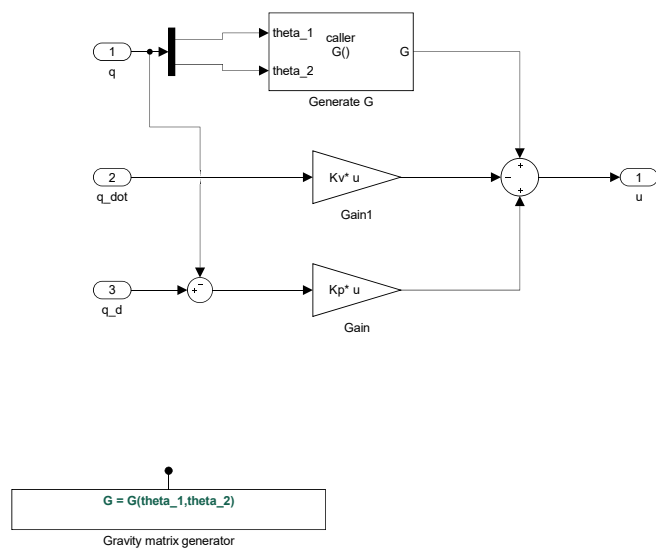 1
q
theta_1
theta_2
caller
G()
G
Generate G
2
q_dot
Kv* u
Gain1
+
−
+
1
u
3
q_d
+
−
Kp* u
Gain
G = G(theta_1,theta_2)
Gravity matrix generator